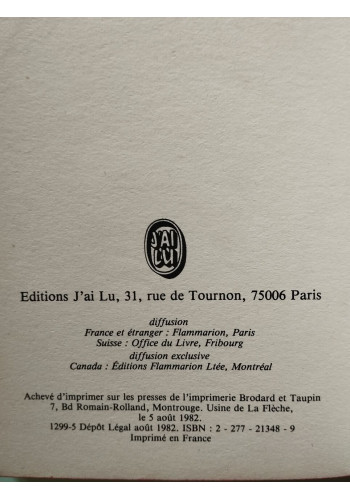 J'AI
LU
Editions J'ai Lu, 31, rue de Tournon, 75006 Paris
diffusion
France et étranger : Flammarion, Paris
Suisse : Office du Livre, Fribourg
diffusion exclusive
Canada : Éditions Flammarion Ltée, Montréal
Achevé d'imprimer sur les presses de l'imprimerie Brodard et Taupin
7, Bd Romain-Rolland, Montrouge. Usine de La Flèche,
le 5 août 1982.
1299-5 Dépôt Légal août 1982. ISBN : 2 - 277 - 21348 - 9
Imprimé en France